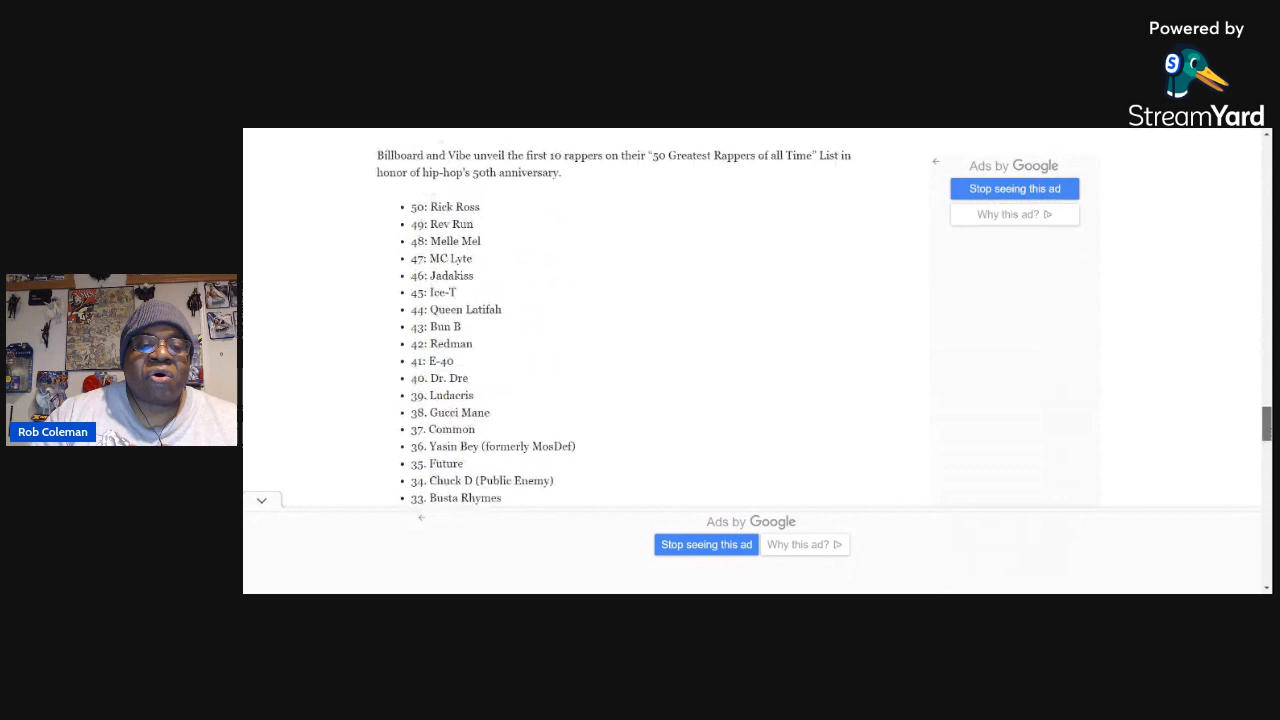 Powered by
S
StreamYard
Billboard and Vibe unveil the first 10 rappers on their “50 Greatest Rappers of all Time” List in
honor of hip-hop’s 50th anniversary.
• 50: Rick Ross
• 49: Rev Run
• 48: Melle Mel
• 47: MC Lyte
• 46: Jadakiss
• 45: Ice-T
• 44: Queen Latifah
• 43: Bun B
• 42: Redman
• 41: E-40
• 40. Dr. Dre
• 39. Ludacris
• 38. Gucci Mane
• 37. Common
• 36. Yasin Bey (formerly MosDef)
• 35. Future
• 34. Chuck D (Public Enemy)
• 33. Busta Rhymes
Ads by Google
Stop seeing this ad
Why this ad?
Rob Coleman
Ads by Google
Stop seeing this ad
Why this ad?